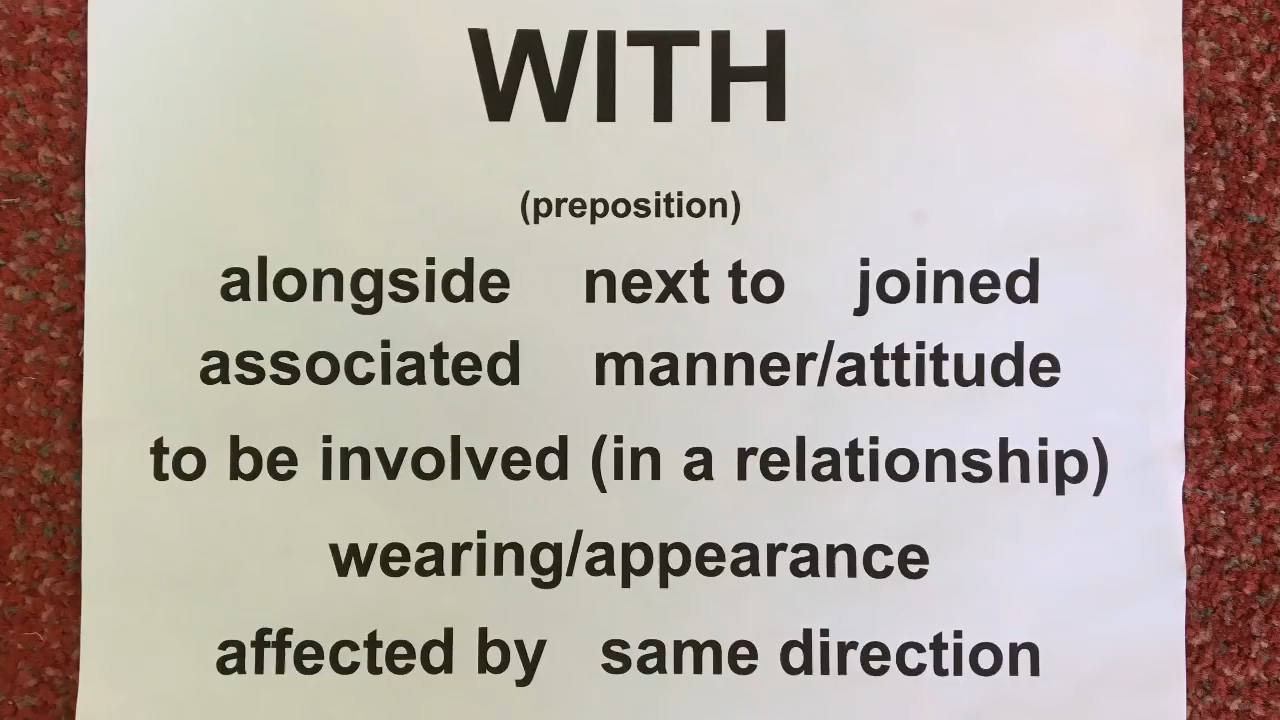 WITH
(preposition)
alongside next to joined
associated manner/attitude
to be involved (in a relationship)
wearing/appearance
affected by same direction